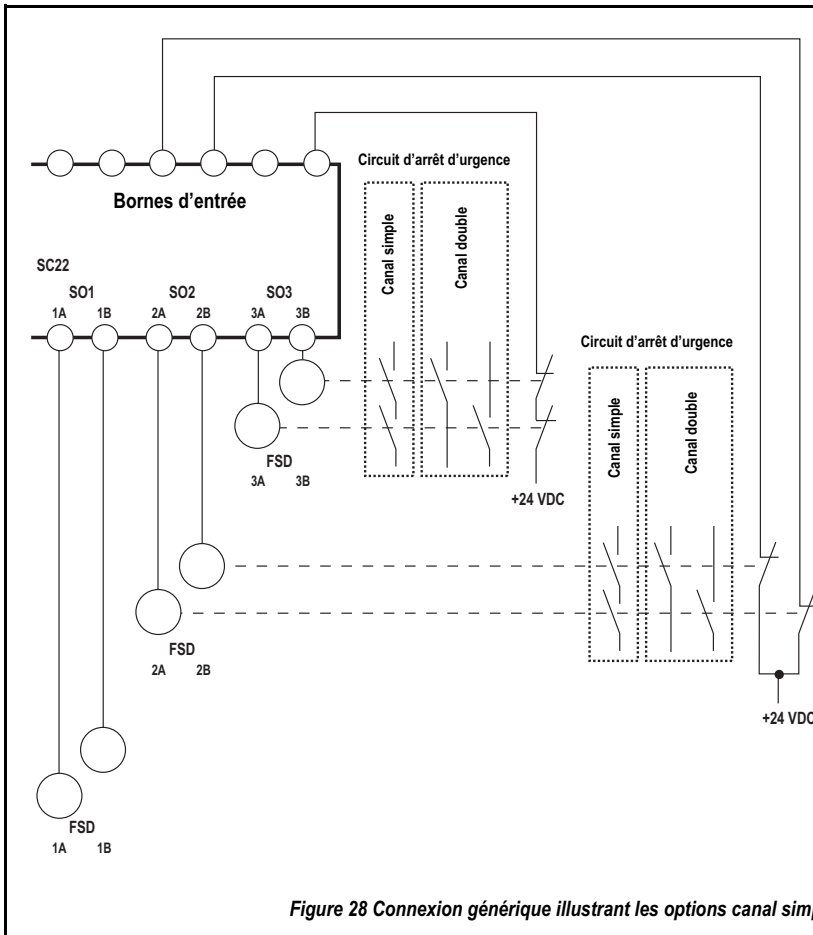 Circuit d'arrêt d'urgence
Bornes d'entrée
Canal simple
Canal double
SC22
SO1 SO2 SO3
1A 1B 2A 2B 3A 3B
Circuit d'arrêt d'urgence
Canal simple
Canal double
FSD
3A 3B
+24 VDC
FSD
2A 2B
+24 VDC
FSD
1A 1B
Figure 28 Connexion générique illustrant les options canal